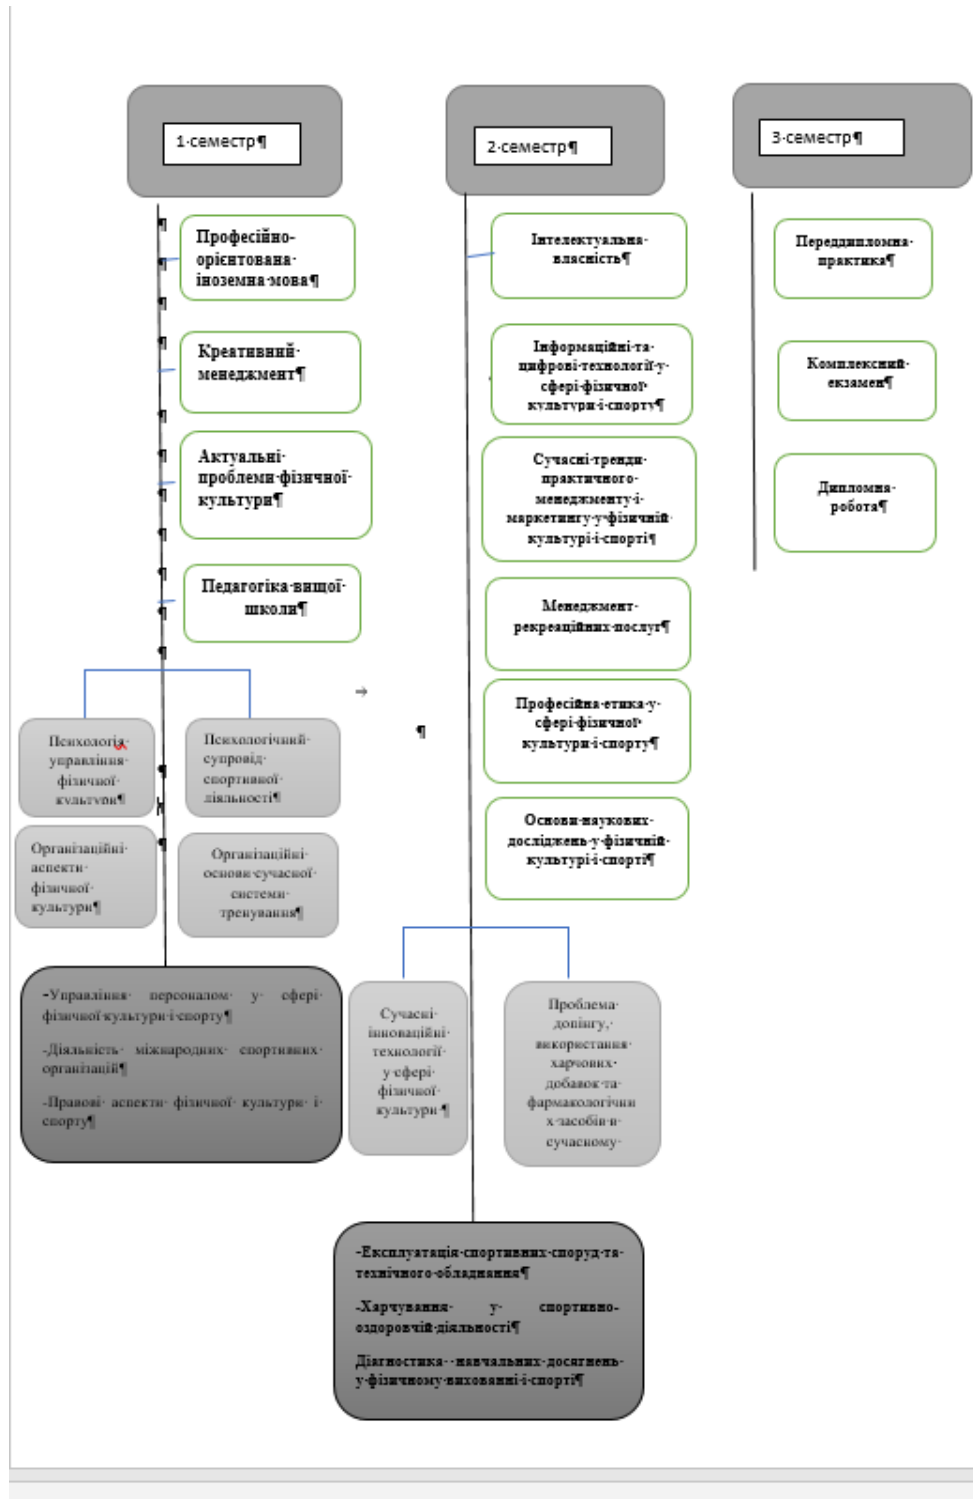 1 семестр
Професійно-
орієнтована
іноземна мова
Креативний
менеджмент
Актуальні
проблеми фізичної
культури
Педагогіка вищої
школи
Психологія
управління
фізичної
культури
Психологічний
супровід
спортивної
діяльності
Організаційні
аспекти
фізичної
культури
Організаційні
основи сучасної
системи
тренування
-Управління персоналом у сфері
фізичної культури і спорту
-Діяльність міжнародних спортивних
організацій
-Правові аспекти фізичної культури і
спорту
2 семестр
Інтелектуальна
власність
Інформаційні та
цифрові технології у
сфері фізичної
культури і спорту
Сучасні тренди
практичного
менеджменту і
маркетингу у фізичній
культурі і спорті
Менеджмент
рекреаційних послуг
Професійна етика у
сфері фізичної
культури і спорту
Основи наукових
досліджень у фізичній
культурі і спорті
Сучасні
інноваційні
технології
у сфері
фізичної
культури
Проблема
допінгу,
використання
харчових
добавок та
фармакологічни
х засобів в
сучасному
-Експлуатація спортивних споруд та
технічного обладнання
-Харчування у спортивно-
оздоровчій діяльності
Діагностика навчальних досягнень
у фізичному вихованні і спорті
3 семестр
Переддипломна
практика
Комплексний
екзамен
Дипломна
робота